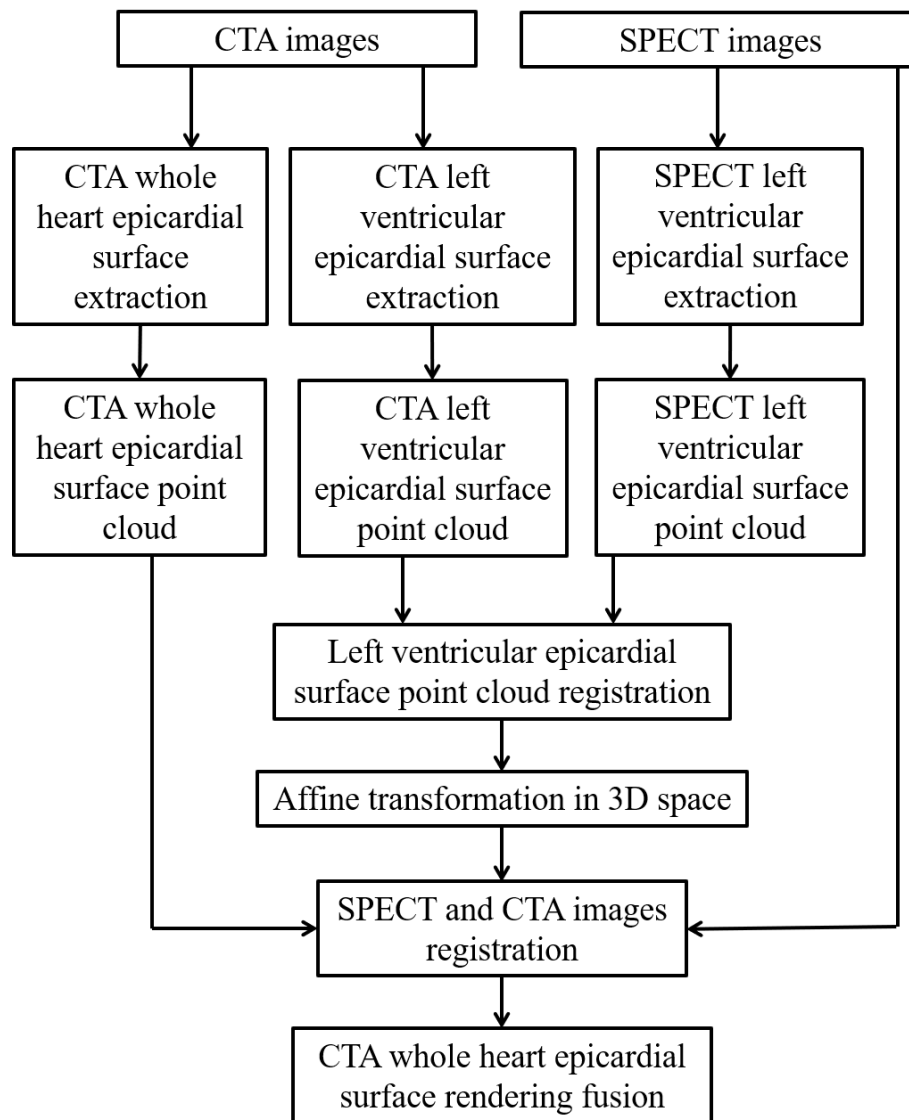 CTA images
SPECT images
CTA whole
heart epicardial
surface
extraction
CTA left
ventricular
epicardial surface
extraction
SPECT left
ventricular
epicardial surface
extraction
CTA whole
heart epicardial
surface point
cloud
CTA left
ventricular
epicardial surface
point cloud
SPECT left
ventricular
epicardial surface
point cloud
Left ventricular epicardial
surface point cloud registration
Affine transformation in 3D space
SPECT and CTA images
registration
CTA whole heart epicardial
surface rendering fusion